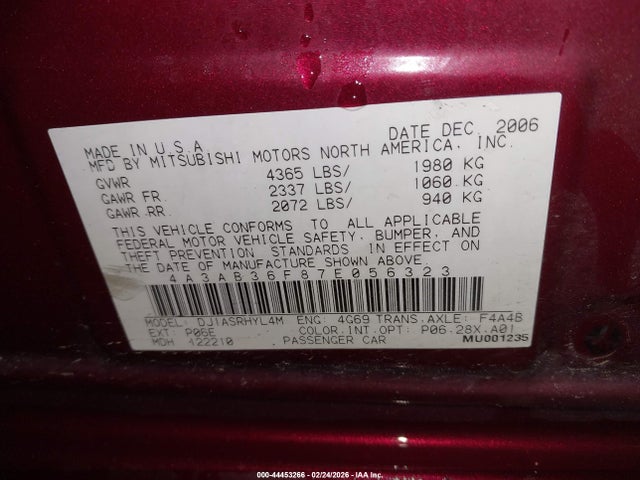 MADE IN U.S.A DATE DEC. 2006
MFD BY MITSUBISHI MOTORS NORTH AMERICA, INC.
GVWR 4365 LBS/ 1980 KG
GAWR FR. 2337 LBS/ 1060 KG
GAWR RR. 2072 LBS/ 940 KG
THIS VEHICLE CONFORMS TO ALL APPLICABLE
FEDERAL MOTOR VEHICLE SAFETY, BUMPER, AND
THEFT PREVENTION STANDARDS IN EFFECT ON
THE DATE OF MANUFACTURE SHOWN ABOVE
4A3AB36F87E056323
MODEL: DJ1ASRHYL4M ENG: 4G69 TRANS.AXLE: F4A4B
EXT: P06E COLOR.INT.OPT: P06.28X.A01
MDH 122210 PASSENGER CAR MU001235
000-44453266 - 02/24/2026 - IAA Inc.